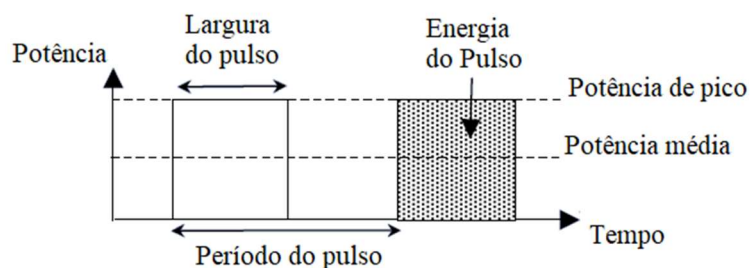 Largura
do pulso
Energia
do Pulso
Potência
Potência de pico
Potência média
Tempo
Período do pulso